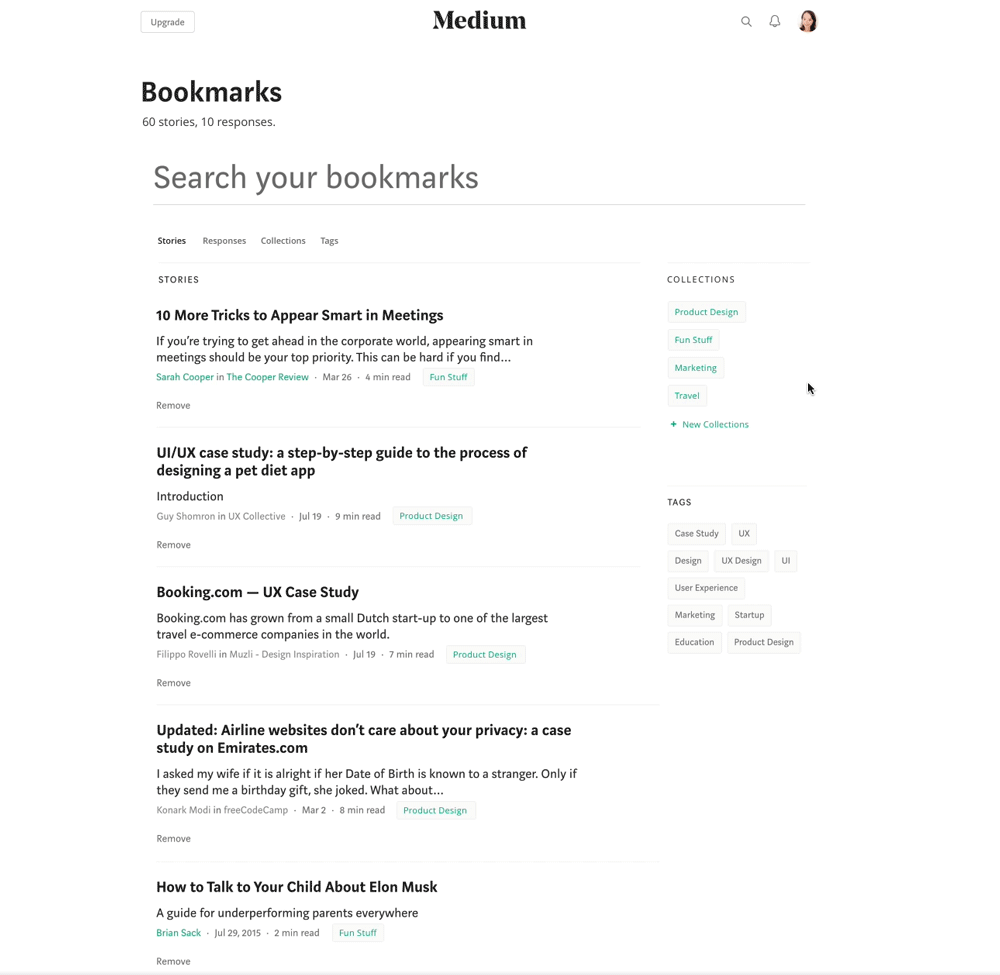 Upgrade
Medium
Bookmarks
60 stories, 10 responses.
Search your bookmarks
Stories Responses Collections Tags
STORIES
10 More Tricks to Appear Smart in Meetings
If you’re trying to get ahead in the corporate world, appearing smart in
meetings should be your top priority. This can be hard if you find...
Sarah Cooper in The Cooper Review · Mar 26 · 4 min read Fun Stuff
Remove
UI/UX case study: a step-by-step guide to the process of
designing a pet diet app
Introduction
Guy Shomron in UX Collective · Jul 19 · 9 min read Product Design
Remove
Booking.com — UX Case Study
Booking.com has grown from a small Dutch start-up to one of the largest
travel e-commerce companies in the world.
Filippo Rovelli in Muzli - Design Inspiration · Jul 19 · 7 min read Product Design
Remove
Updated: Airline websites don’t care about your privacy: a case
study on Emirates.com
I asked my wife if it is alright if her Date of Birth is known to a stranger. Only if
they send me a birthday gift, she joked. What about...
Konark Modi in freeCodeCamp · Mar 2 · 8 min read Product Design
Remove
How to Talk to Your Child About Elon Musk
A guide for underperforming parents everywhere
Brian Sack · Jul 29, 2015 · 2 min read Fun Stuff
Remove
COLLECTIONS
Product Design
Fun Stuff
Marketing
Travel
+ New Collections
TAGS
Case Study UX
Design UX Design UI
User Experience
Marketing Startup
Education Product Design